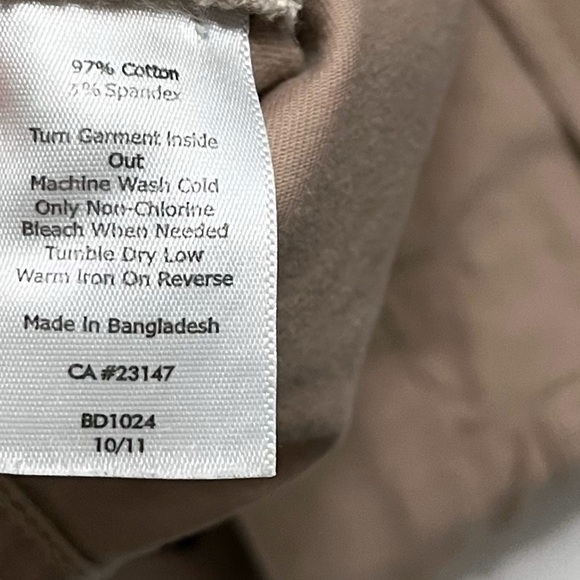 97% Cotton
3% Spandex
Turn Garment Inside
Out
Machine Wash Cold
Only Non-Chlorine
Bleach When Needed
Tumble Dry Low
Warm Iron On Reverse
Made In Bangladesh
CA #23147
BD1024
10/11